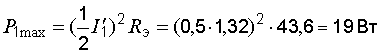 P₁max = (1/2 I′₁)² Rэ = (0,5 · 1,32)² · 43,6 = 19 Вт